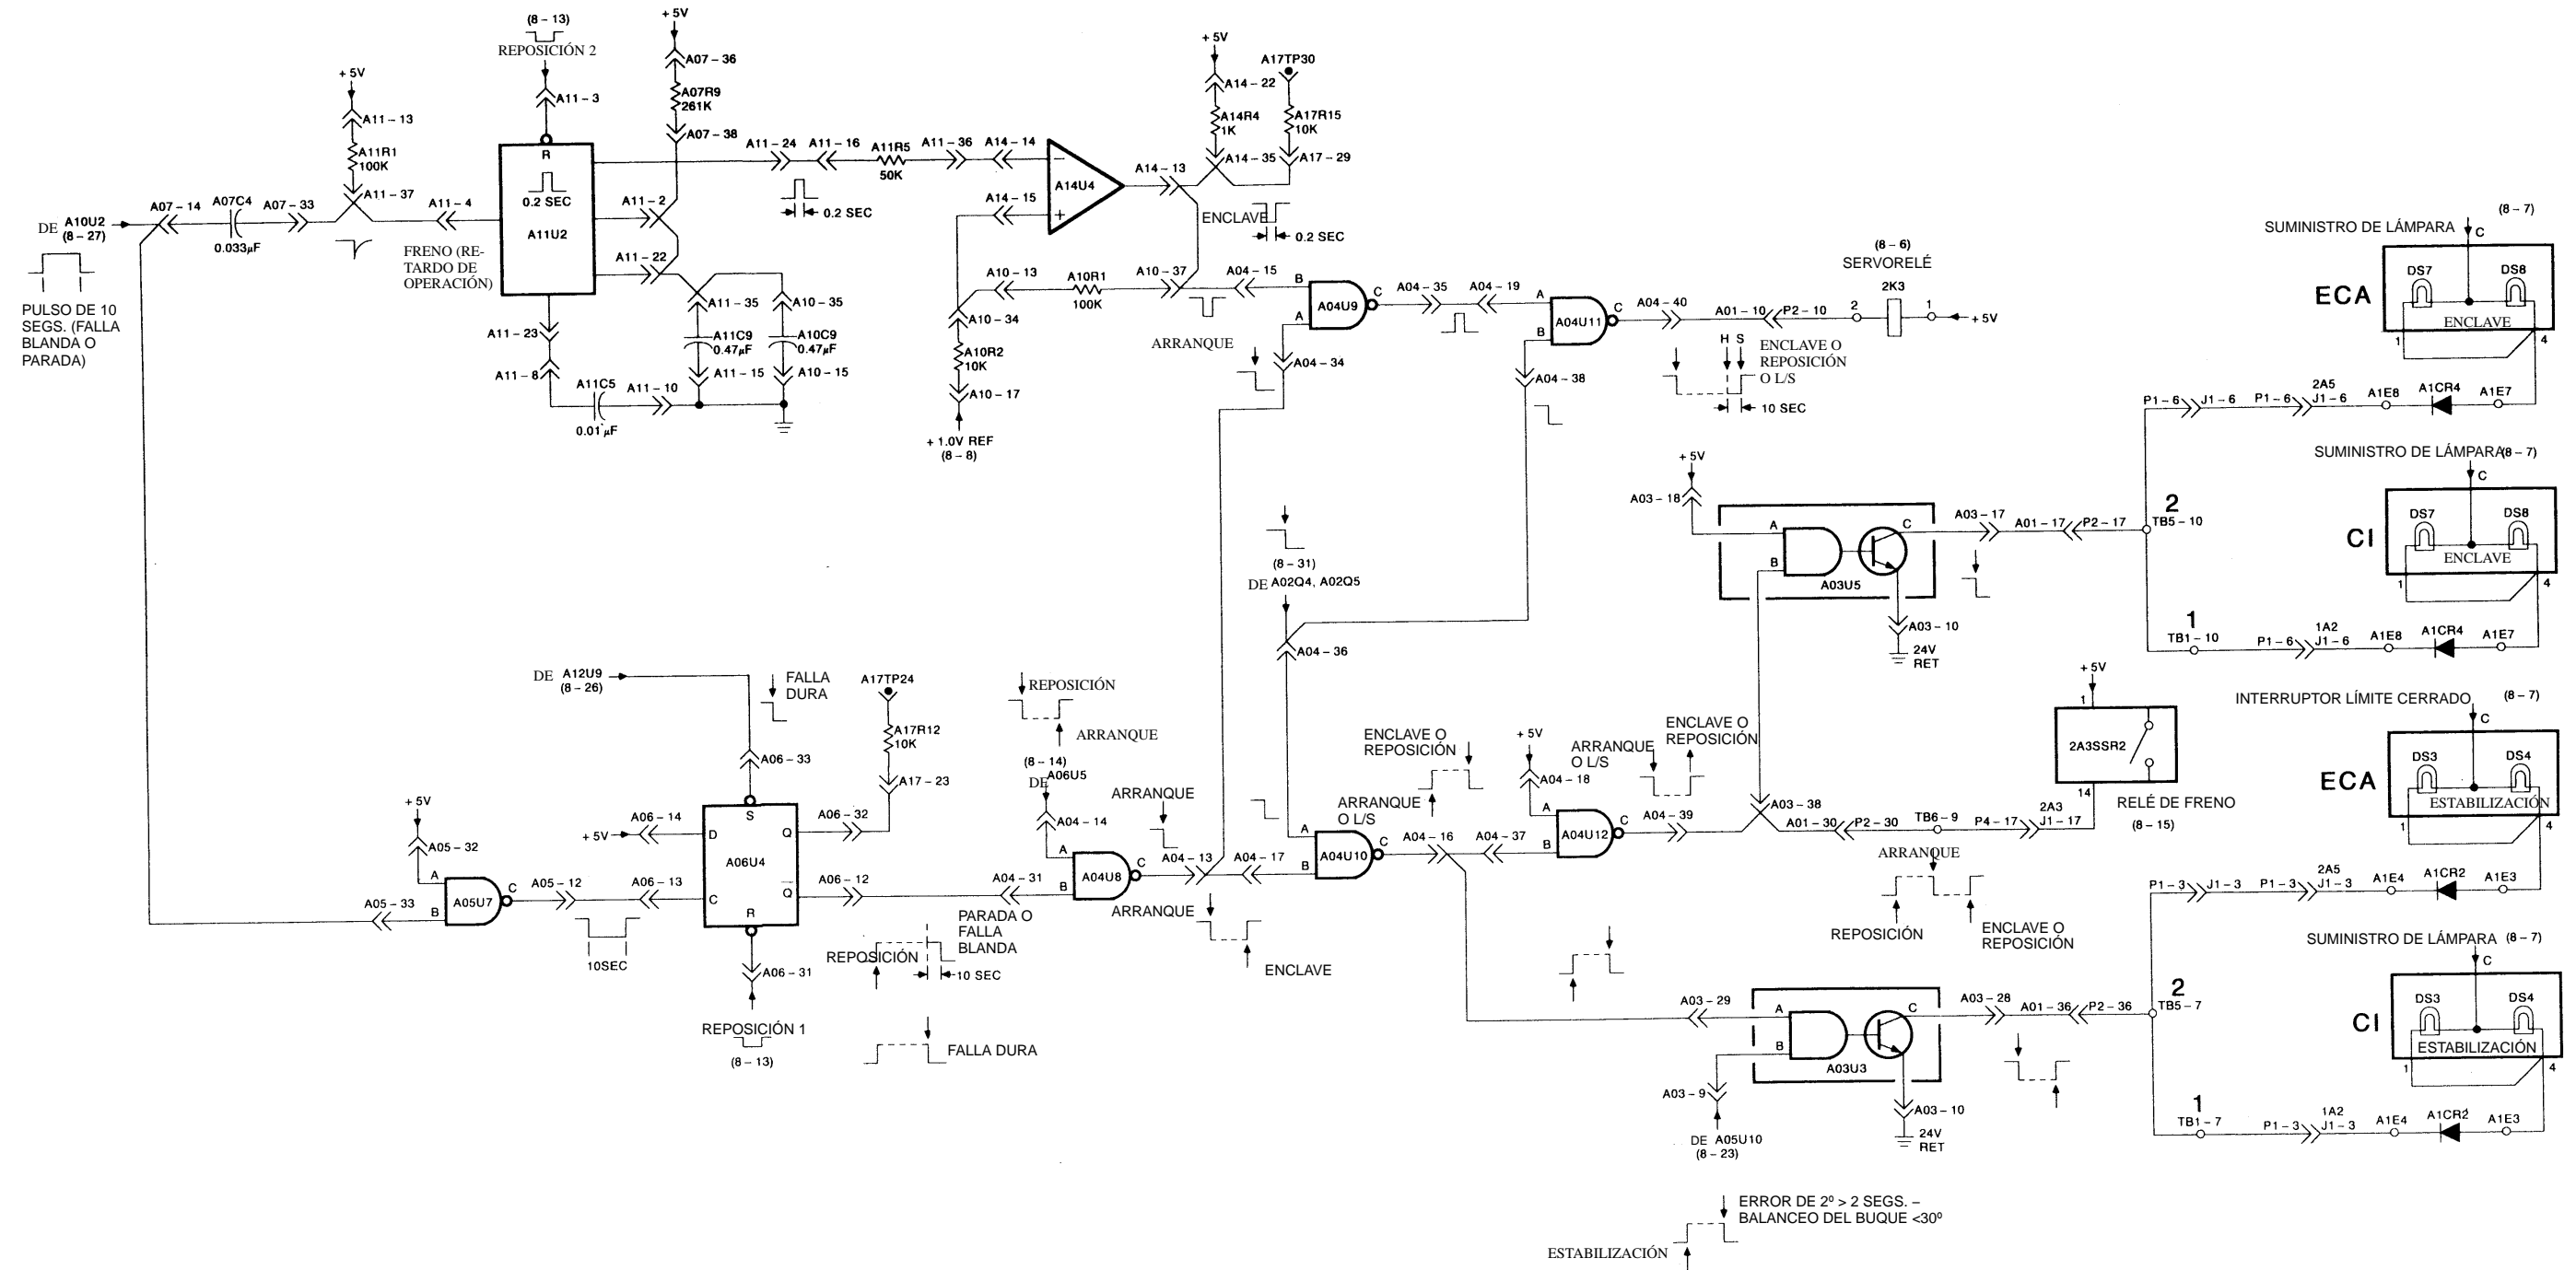 (8 – 13)
REPOSICIÓN 2
A11 – 3
+ 5V
A11 – 13
A11R1
100K
A11 – 37
+ 5V
A07 – 36
A07R9
261K
A07 – 38
DE A10U2
(8 – 27)
A07 – 14
A07C4
0.033µF
A07 – 33
A11 – 4
PULSO DE 10
SEGS. (FALLA
BLANDA O
PARADA)
FRENO (RE-
TARDO DE
OPERACIÓN)
R
0.2 SEC
A11U2
A11 – 2
A11 – 22
A11 – 23
A11 – 8
A11C5
0.01 µF
A11 – 10
A11 – 35
A11C9
0.47µF
A11 – 15
A10 – 35
A10C9
0.47µF
A10 – 15
A11 – 24
A11 – 16
A11R5
50K
A11 – 36
A14 – 14
0.2 SEC
A14 – 15
–
+
A14U4
A14 – 13
+ 5V
A14 – 22
A14R4
1K
A14 – 35
A17TP30
A17R15
10K
A17 – 29
ENCLAVE
0.2 SEC
A10 – 13
A10R1
100K
A10 – 37
A04 – 15
A10 – 34
A10R2
10K
A10 – 17
+ 1.0V REF
(8 – 8)
B
A
C
A04U9
ARRANQUE
A04 – 34
A04 – 35
A04 – 19
A
B
C
A04U11
A04 – 38
A04 – 40
A01 – 10
P2 – 10
(8 – 6)
SERVORELÉ
2K3
2
1
+ 5V
H S
ENCLAVE O
REPOSICIÓN
O L/S
10 SEC
SUMINISTRO DE LÁMPARA
(8 – 7)
C
ECA
DS7
DS8
ENCLAVE
1
4
P1 – 6
J1 – 6
P1 – 6
2A5
J1 – 6
A1E8
A1CR4
A1E7
SUMINISTRO DE LÁMPARA
(8 – 7)
C
CI
DS7
DS8
ENCLAVE
1
4
2
TB5 – 10
1
TB1 – 10
P1 – 6
1A2
J1 – 6
A1E8
A1CR4
A1E7
+ 5V
A03 – 18
A
B
C
A03U5
A03 – 17
A01 – 17
P2 – 17
A03 – 10
24V
RET
(8 – 31)
DE A02Q4, A02Q5
A04 – 36
DE A12U9
(8 – 26)
FALLA
DURA
A17TP24
A17R12
10K
A17 – 23
A06 – 33
+ 5V
A05 – 32
A05 – 33
A
B
C
A05U7
A05 – 12
A06 – 13
10SEC
+ 5V
A06 – 14
D
S
Q
A06U4
C
R
Q
A06 – 32
A06 – 12
A06 – 31
REPOSICIÓN 1
(8 – 13)
REPOSICIÓN
PARADA O
FALLA
BLANDA
10 SEC
FALLA DURA
A04 – 31
REPOSICIÓN
ARRANQUE
(8 – 14)
DE A06U5
A04 – 14
A
B
C
A04U8
ARRANQUE
A04 – 13
A04 – 17
ARRANQUE
ENCLAVE
A
B
C
A04U10
ENCLAVE O
REPOSICIÓN
ARRANQUE
O L/S
A04 – 16
A04 – 37
+ 5V
A04 – 18
A
B
C
A04U12
ARRANQUE
O L/S
ENCLAVE O
REPOSICIÓN
A04 – 39
A03 – 38
A01 – 30
P2 – 30
TB6 – 9
P4 – 17
2A3
J1 – 17
+ 5V
1
2A3SSR2
14
RELÉ DE FRENO
(8 – 15)
ARRANQUE
REPOSICIÓN
ENCLAVE O
REPOSICIÓN
INTERRUPTOR LÍMITE CERRADO
(8 – 7)
C
ECA
DS3
DS4
ESTABILIZACIÓN
1
4
P1 – 3
J1 – 3
P1 – 3
2A5
J1 – 3
A1E4
A1CR2
A1E3
SUMINISTRO DE LÁMPARA
(8 – 7)
C
CI
DS3
DS4
ESTABILIZACIÓN
1
4
2
TB5 – 7
1
TB1 – 7
P1 – 3
1A2
J1 – 3
A1E4
A1CR2
A1E3
A03 – 29
A
B
C
A03U3
A03 – 28
A01 – 36
P2 – 36
A03 – 9
DE A05U10
(8 – 23)
A03 – 10
24V
RET
ERROR DE 2º > 2 SEGS. –
BALANCEO DEL BUQUE <30º
ESTABILIZACIÓN